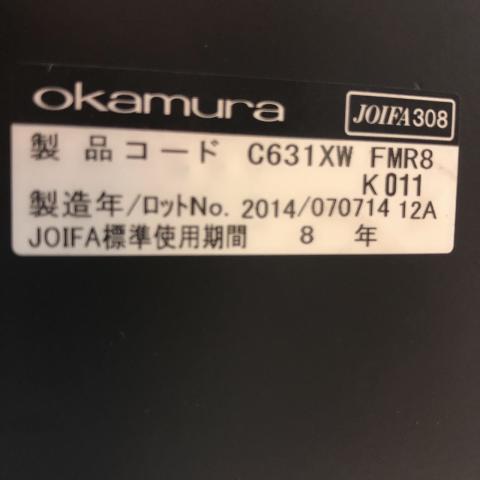 okamura
JOIFA308
製品コード C631XW FMR8
K011
製造年/ロットNo. 2014/070714 12A
JOIFA標準使用期間 8 年